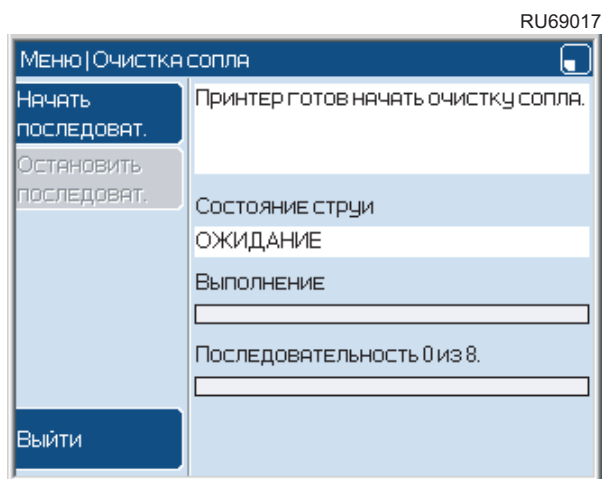 RU69017
Меню|Очистка сопла
Начать
последоват.
Остановить
последоват.
Принтер готов начать очистку сопла.
Состояние струи
ОЖИДАНИЕ
Выполнение
Последовательность 0 из 8.
Выйти